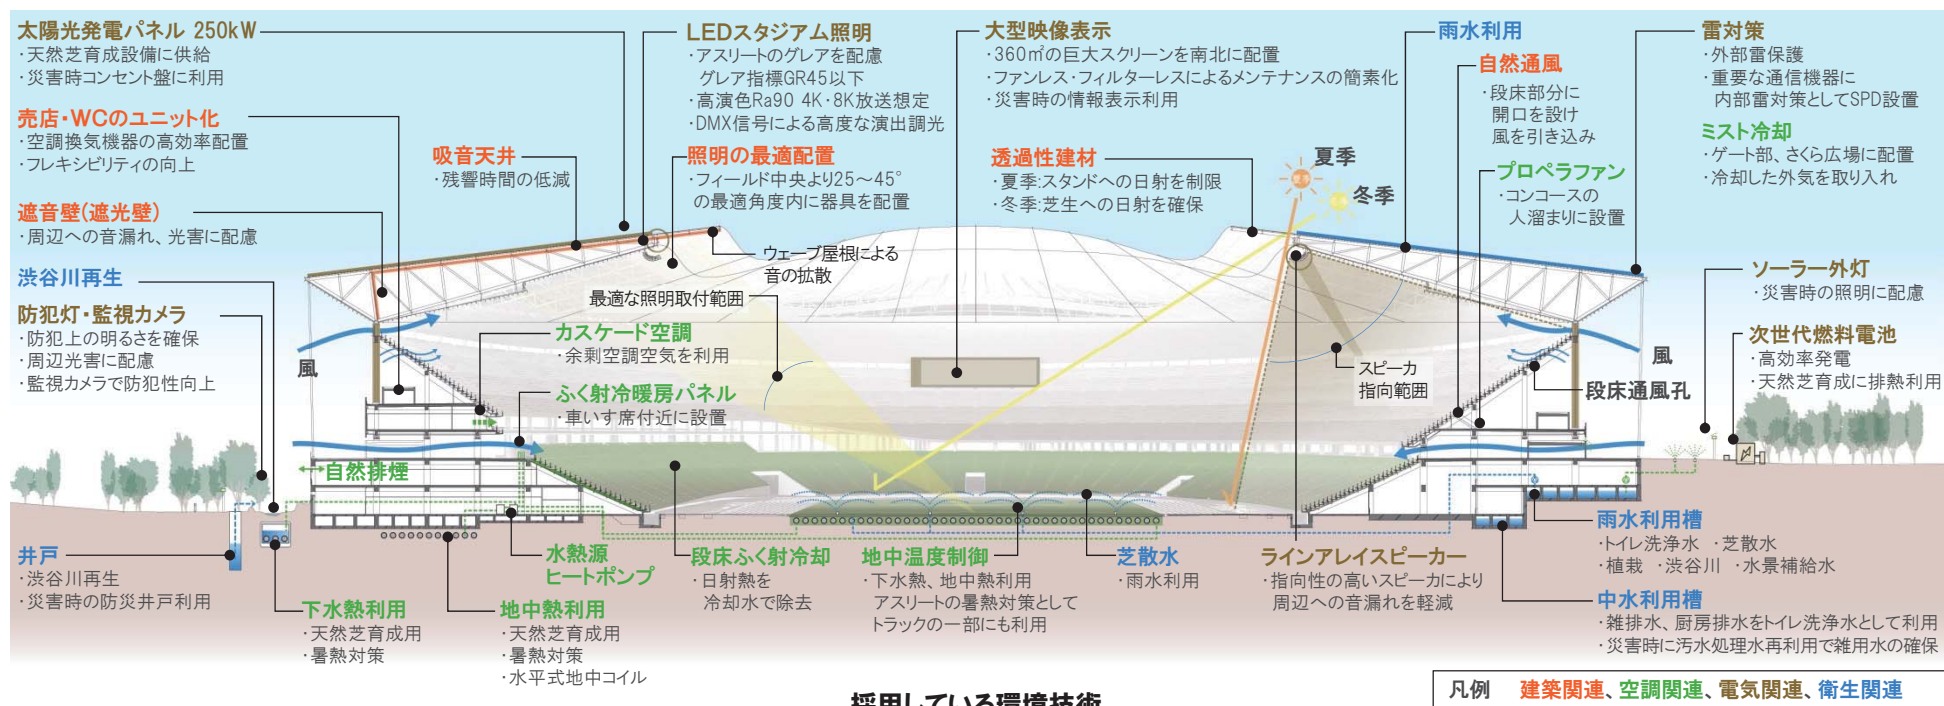 太陽光発電パネル 250kW
・天然芝育成設備に供給
・災害時コンセント盤に利用
売店・WCのユニット化
・空調換気機器の高効率配置
・フレキシビリティの向上
遮音壁(遮光壁)
・周辺への音漏れ、光害に配慮
渋谷川再生
防犯灯・監視カメラ
・防犯上の明るさを確保
・周辺光害に配慮
・監視カメラで防犯性向上
吸音天井
・残響時間の低減
LEDスタジアム照明
・アスリートのグレアを配慮
グレア指標GR45以下
・高演色Ra90 4K・8K放送想定
・DMX信号による高度な演出調光
照明の最適配置
・フィールド中央より25～45°
の最適角度内に器具を配置
ウェーブ屋根による
音の拡散
最適な照明取付範囲
大型映像表示
・360㎡の巨大スクリーンを南北に配置
・ファンレス・フィルターレスによるメンテナンスの簡素化
・災害時の情報表示利用
透過性建材
・夏季:スタンドへの日射を制限
・冬季:芝生への日射を確保
夏季
冬季
雨水利用
自然通風
・段床部分に
開口を設け
風を引き込み
プロペラファン
・コンコースの
人溜まりに設置
雷対策
・外部雷保護
・重要な通信機器に
内部雷対策としてSPD設置
ミスト冷却
・ゲート部、さくら広場に配置
・冷却した外気を取り入れ
ソーラー外灯
・災害時の照明に配慮
次世代燃料電池
・高効率発電
・天然芝育成に排熱利用
風
カスケード空調
・余剰空調空気を利用
ふく射冷暖房パネル
・車いす席付近に設置
スピーカ
指向範囲
風
段床通風孔
自然排煙
井戸
・渋谷川再生
・災害時の防災井戸利用
下水熱利用
・天然芝育成用
・暑熱対策
地中熱利用
・天然芝育成用
・暑熱対策
・水平式地中コイル
水熱源
ヒートポンプ
段床ふく射冷却
・日射熱を
冷却水で除去
地中温度制御
・下水熱、地中熱利用
アスリートの暑熱対策として
トラックの一部にも利用
芝散水
・雨水利用
ラインアレイスピーカー
・指向性の高いスピーカにより
周辺への音漏れを軽減
雨水利用槽
・トイレ洗浄水 ・芝散水
・植栽 ・渋谷川 ・水景補給水
中水利用槽
・雑排水、厨房排水をトイレ洗浄水として利用
・災害時に汚水処理水再利用で雑用水の確保
採用している環境技術
凡例 建築関連、空調関連、電気関連、衛生関連